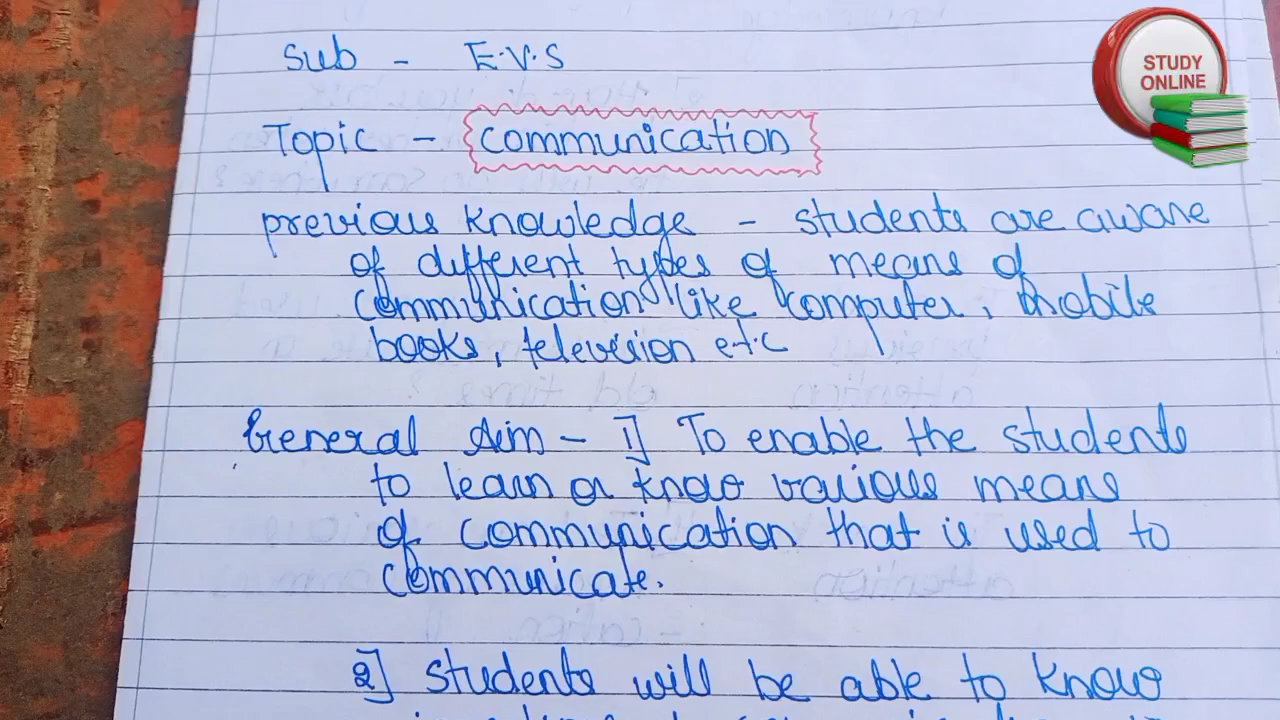 Sub - E.V.S
STUDY
ONLINE
Topic - communication
previous knowledge - students are aware
of different types of means of
communication like computer, mobile
books, television etc
General Aim - 1] To enable the students
to learn or know various means
of communication that is used to
communicate.
2] students will be able to know